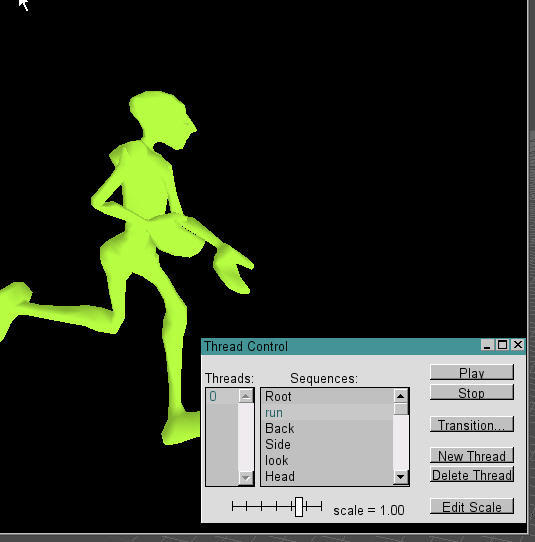 Thread Control
Threads:
Sequences:
0
Root
run
Back
Side
look
Head
Play
Stop
Transition...
New Thread
Delete Thread
scale = 1.00
Edit Scale